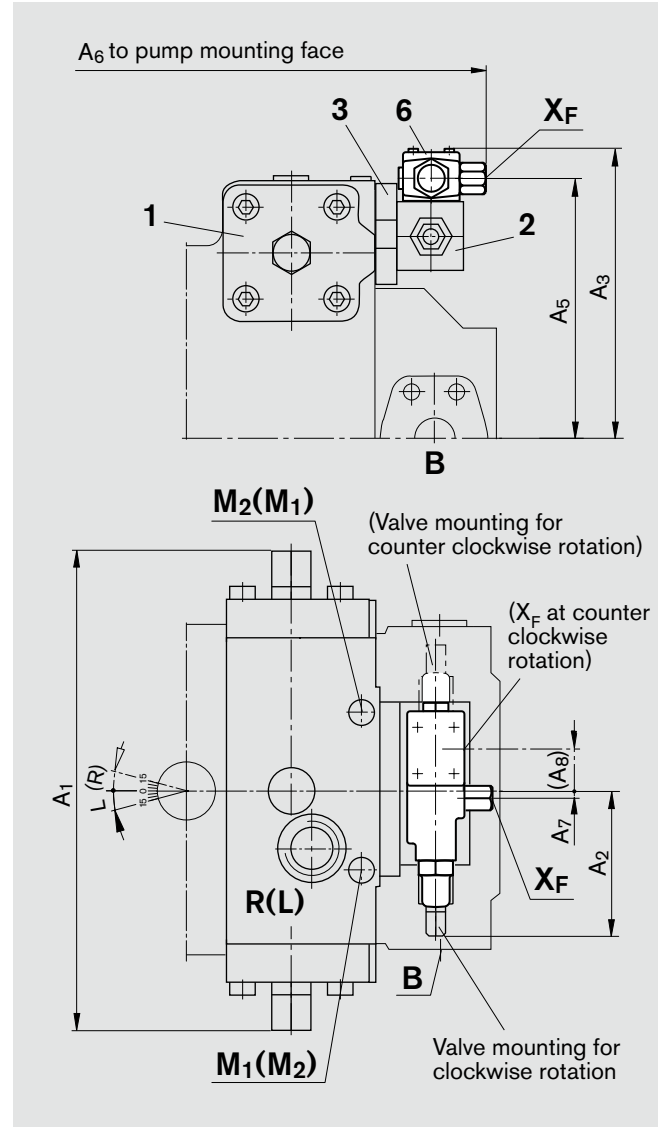 A6 to pump mounting face
3
6
XF
1
2
A5
A3
B
M2(M1)
(Valve mounting for
counter clockwise rotation)
(XF at counter
clockwise
rotation)
A1
L (R)
15 0 15
(A8)
A7
A2
R(L)
XF
B
M1(M2)
Valve mounting for
clockwise rotation